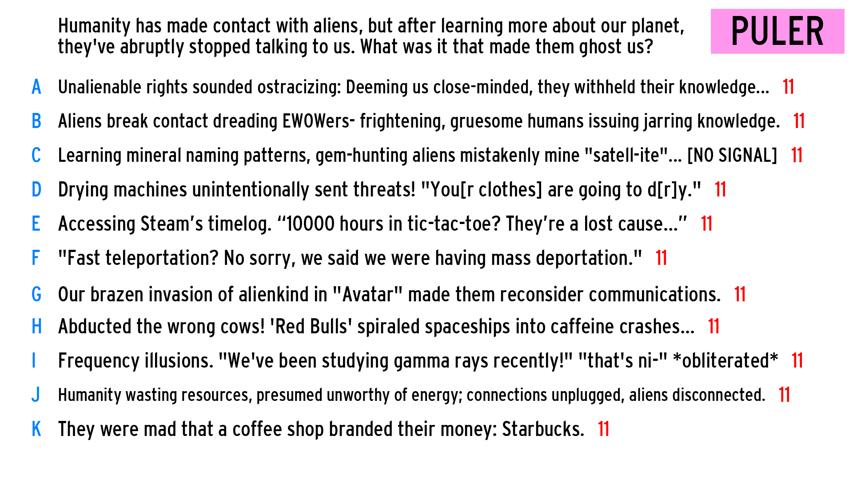 Humanity has made contact with aliens, but after learning more about our planet,
they've abruptly stopped talking to us. What was it that made them ghost us?
PULER
A Unalienable rights sounded ostracizing: Deeming us close-minded, they withheld their knowledge... 11
B Aliens break contact dreading EWOWers- frightening, gruesome humans issuing jarring knowledge. 11
C Learning mineral naming patterns, gem-hunting aliens mistakenly mine "satell-ite"... [NO SIGNAL] 11
D Drying machines unintentionally sent threats! "You[r clothes] are going to d[r]y." 11
E Accessing Steam’s timelog. “10000 hours in tic-tac-toe? They’re a lost cause...” 11
F "Fast teleportation? No sorry, we said we were having mass deportation." 11
G Our brazen invasion of alienkind in "Avatar" made them reconsider communications. 11
H Abducted the wrong cows! 'Red Bulls' spiraled spaceships into caffeine crashes... 11
I Frequency illusions. "We've been studying gamma rays recently!" "that's ni-" *obliterated* 11
J Humanity wasting resources, presumed unworthy of energy; connections unplugged, aliens disconnected. 11
K They were mad that a coffee shop branded their money: Starbucks. 11